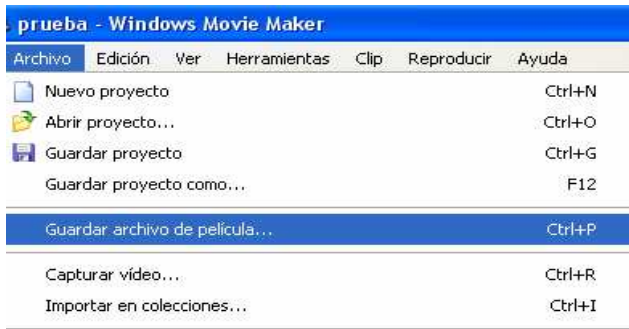 prueba - Windows Movie Maker
Archivo Edición Ver Herramientas Clip Reproducir Ayuda
Nuevo proyecto Ctrl+N
Abrir proyecto... Ctrl+O
Guardar proyecto Ctrl+G
Guardar proyecto como... F12
Guardar archivo de película... Ctrl+P
Capturar vídeo... Ctrl+R
Importar en colecciones... Ctrl+I